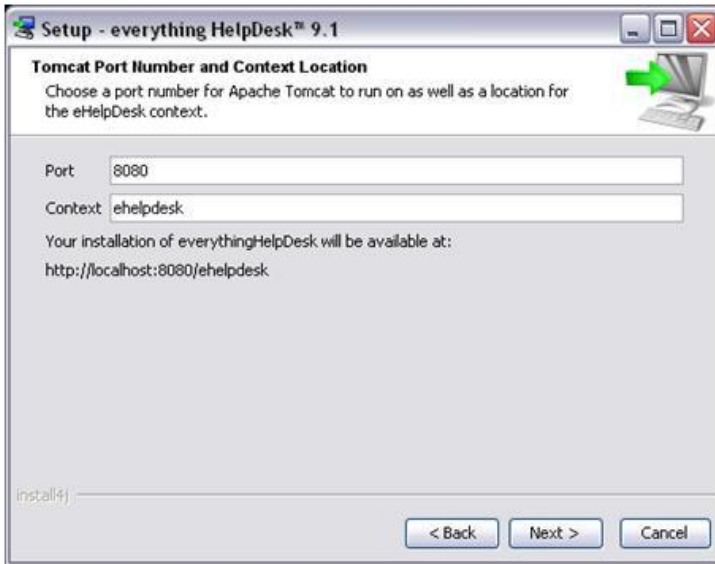 Setup - everything HelpDesk™ 9.1
Tomcat Port Number and Context Location
Choose a port number for Apache Tomcat to run on as well as a location for
the eHelpDesk context.
Port 8080
Context ehelpdesk
Your installation of everythingHelpDesk will be available at:
http://localhost:8080/ehelpdesk
install4j
< Back Next > Cancel